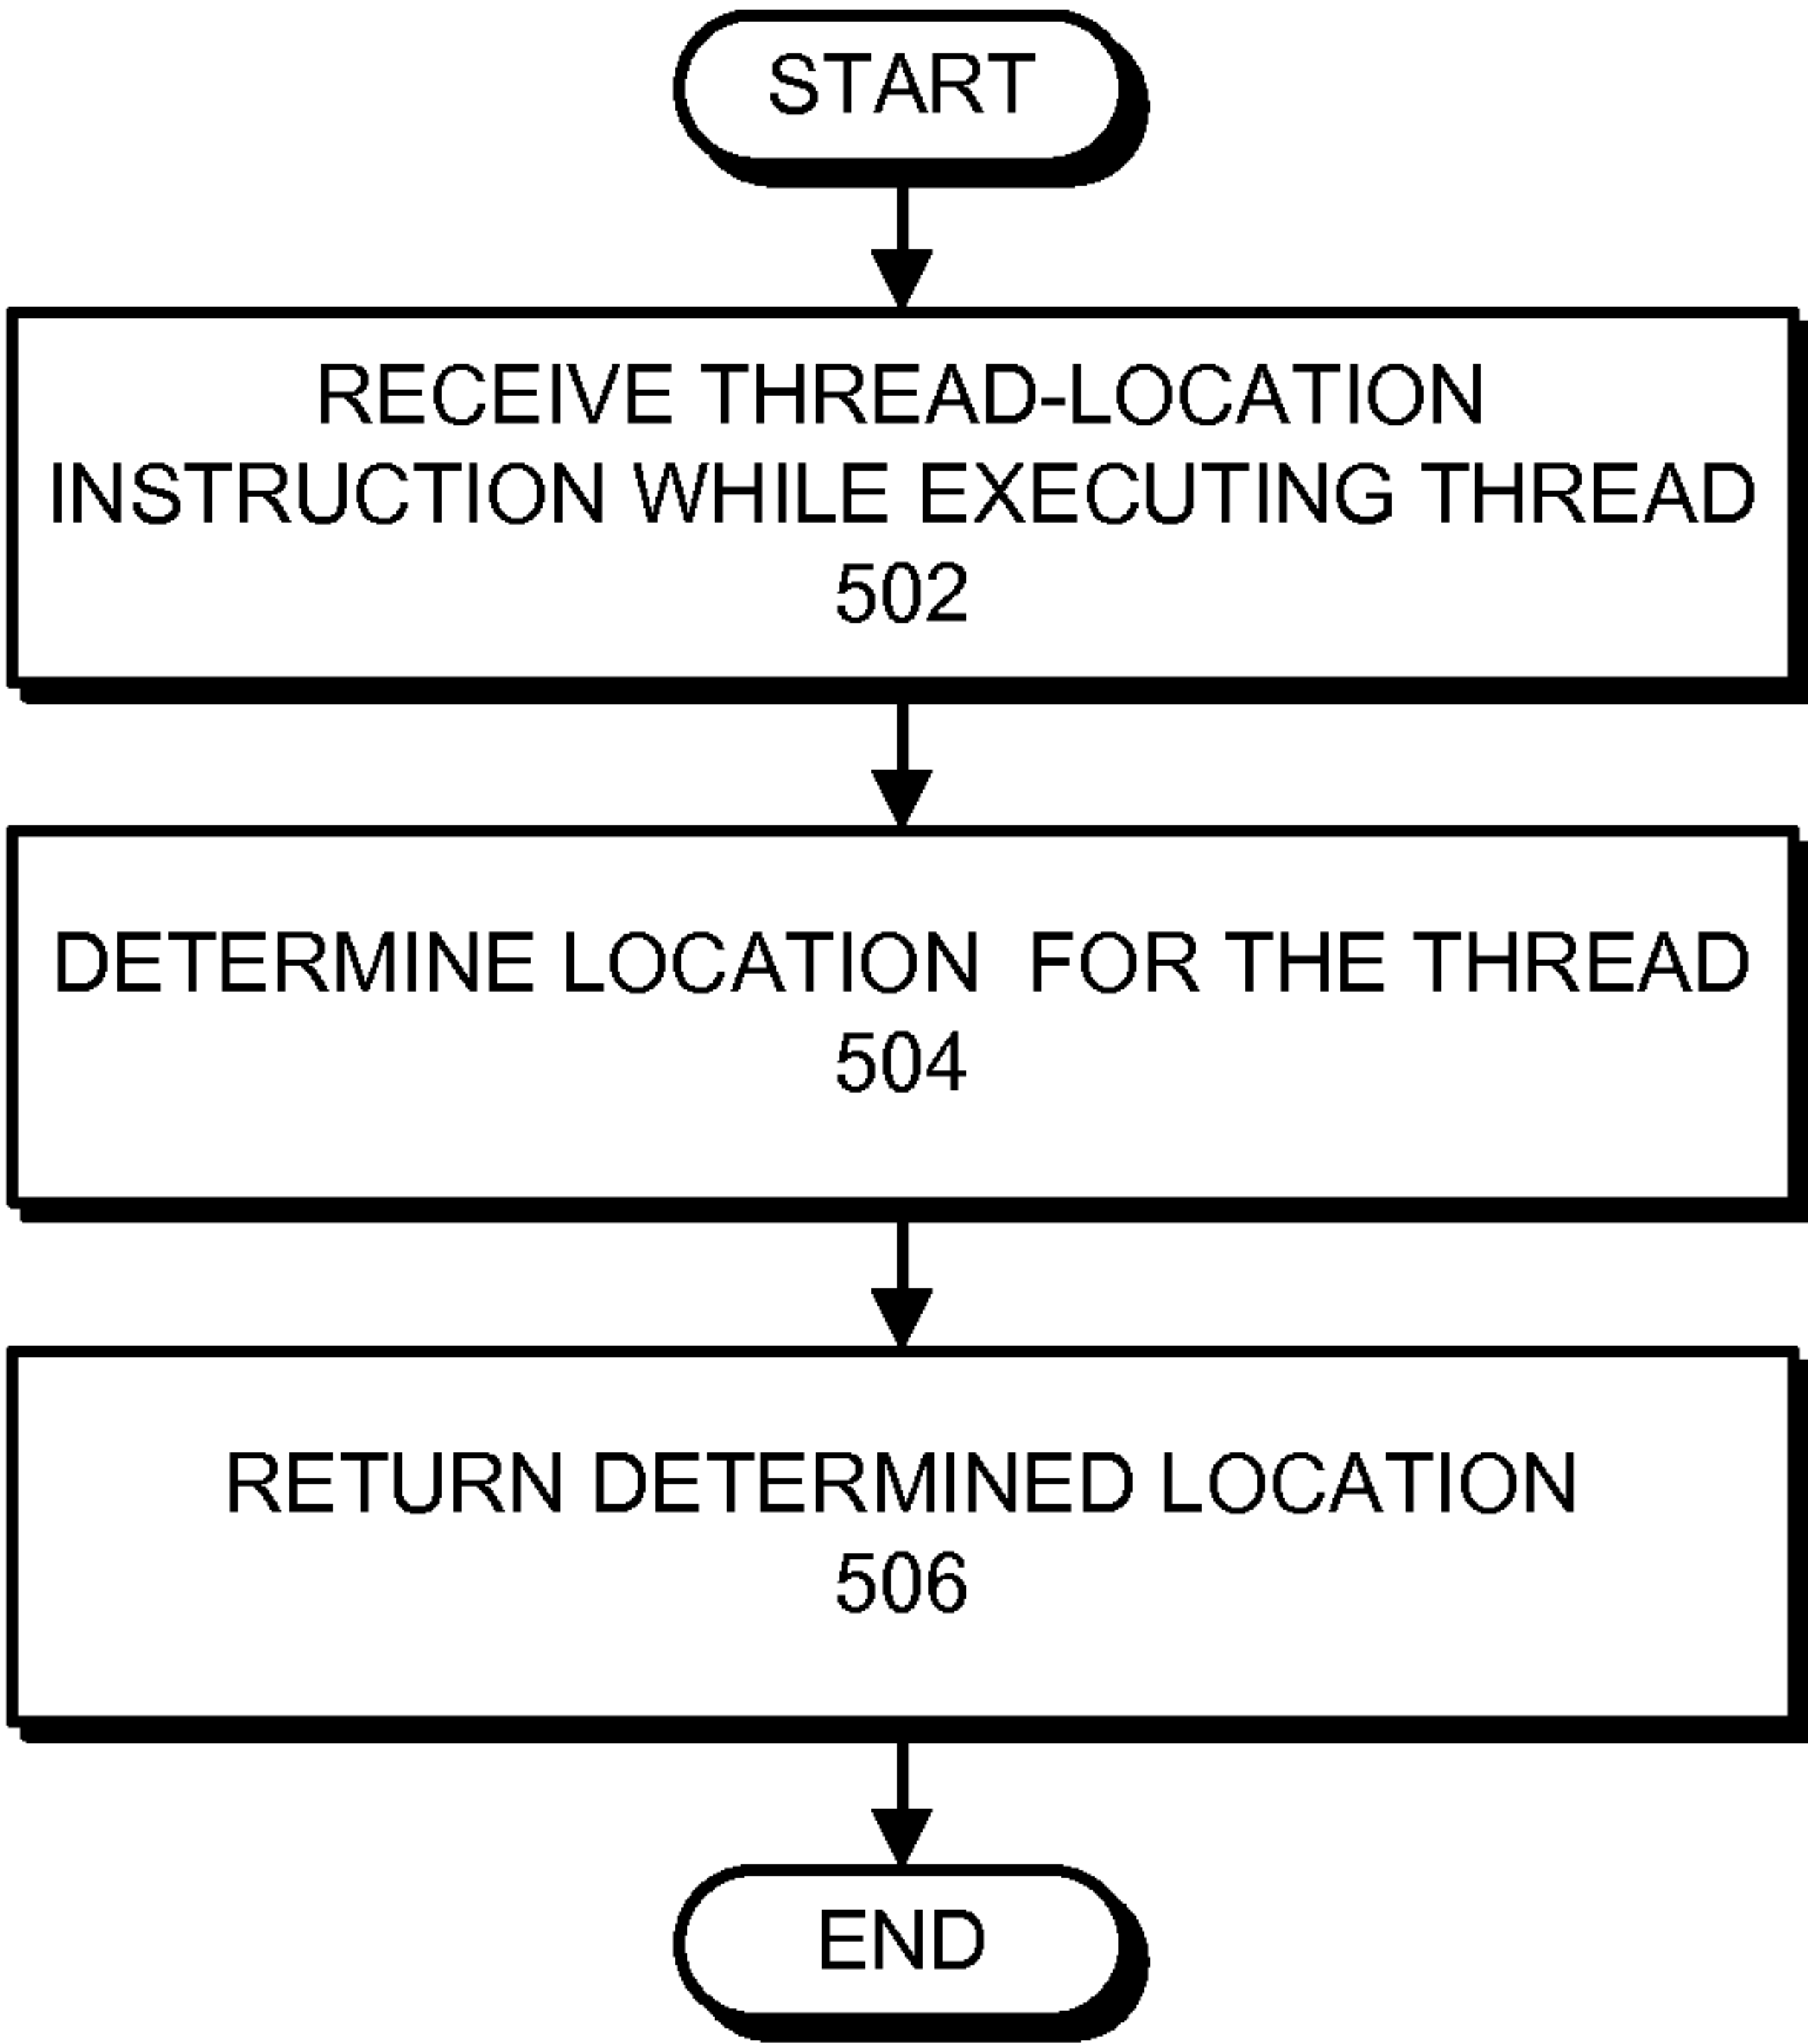 START
RECEIVE THREAD-LOCATION
INSTRUCTION WHILE EXECUTING THREAD
502
DETERMINE LOCATION FOR THE THREAD
504
RETURN DETERMINED LOCATION
506
END